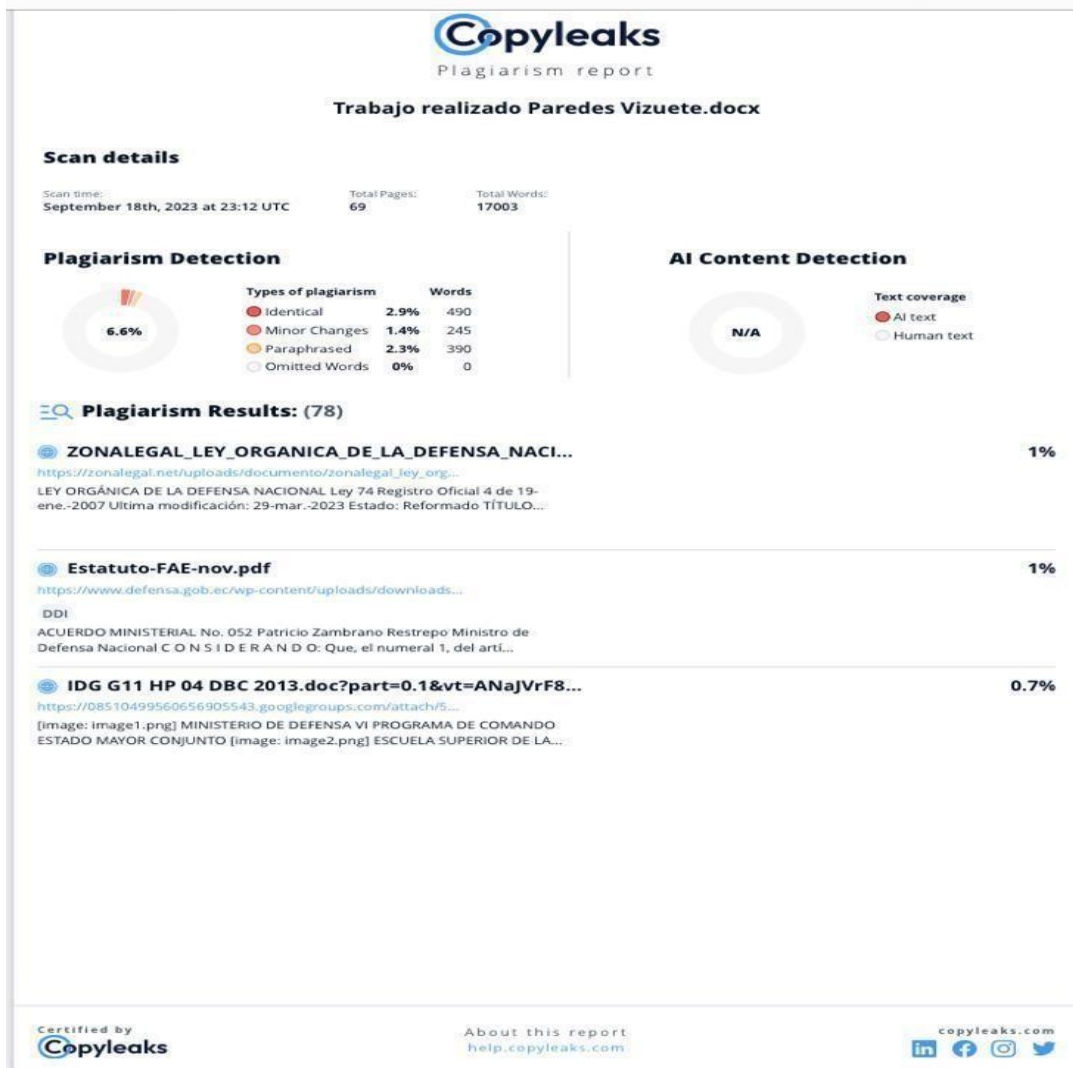 Copyleaks
Plagiarism report
Trabajo realizado Paredes Vizuete.docx
Scan details
Scan time: Total Pages: Total Words:
September 18th, 2023 at 23:12 UTC 69 17003
Plagiarism Detection
Types of plagiarism Words
6.6%
Identical 2.9% 490
Minor Changes 1.4% 245
Paraphrased 2.3% 390
Omitted Words 0% 0
AI Content Detection
N/A
Text coverage
AI text
Human text
Plagiarism Results: (78)
ZONALEGAL_LEY_ORGANICA_DE_LA_DEFENSA_NACI... 1%
https://zonalegal.net/uploads/documento/zonalegal_ley_org...
LEY ORGÁNICA DE LA DEFENSA NACIONAL Ley 74 Registro Oficial 4 de 19-
ene.-2007 Ultima modificación: 29-mar.-2023 Estado: Reformado TÍTULO...
Estatuto-FAE-nov.pdf 1%
https://www.defensa.gob.ec/wp-content/uploads/downloads...
DDI
ACUERDO MINISTERIAL No. 052 Patricio Zambrano Restrepo Ministro de
Defensa Nacional C O N S I D E R A N D O: Que, el numeral 1, del artí...
IDG G11 HP 04 DBC 2013.doc?part=0.1&vt=ANaJVrF8... 0.7%
https://08510499560656905543.googlegroups.com/attach/5...
[image: image1.png] MINISTERIO DE DEFENSA VI PROGRAMA DE COMANDO
ESTADO MAYOR CONJUNTO [image: image2.png] ESCUELA SUPERIOR DE LA...
Certified by
Copyleaks
About this report
help.copyleaks.com
copyleaks.com